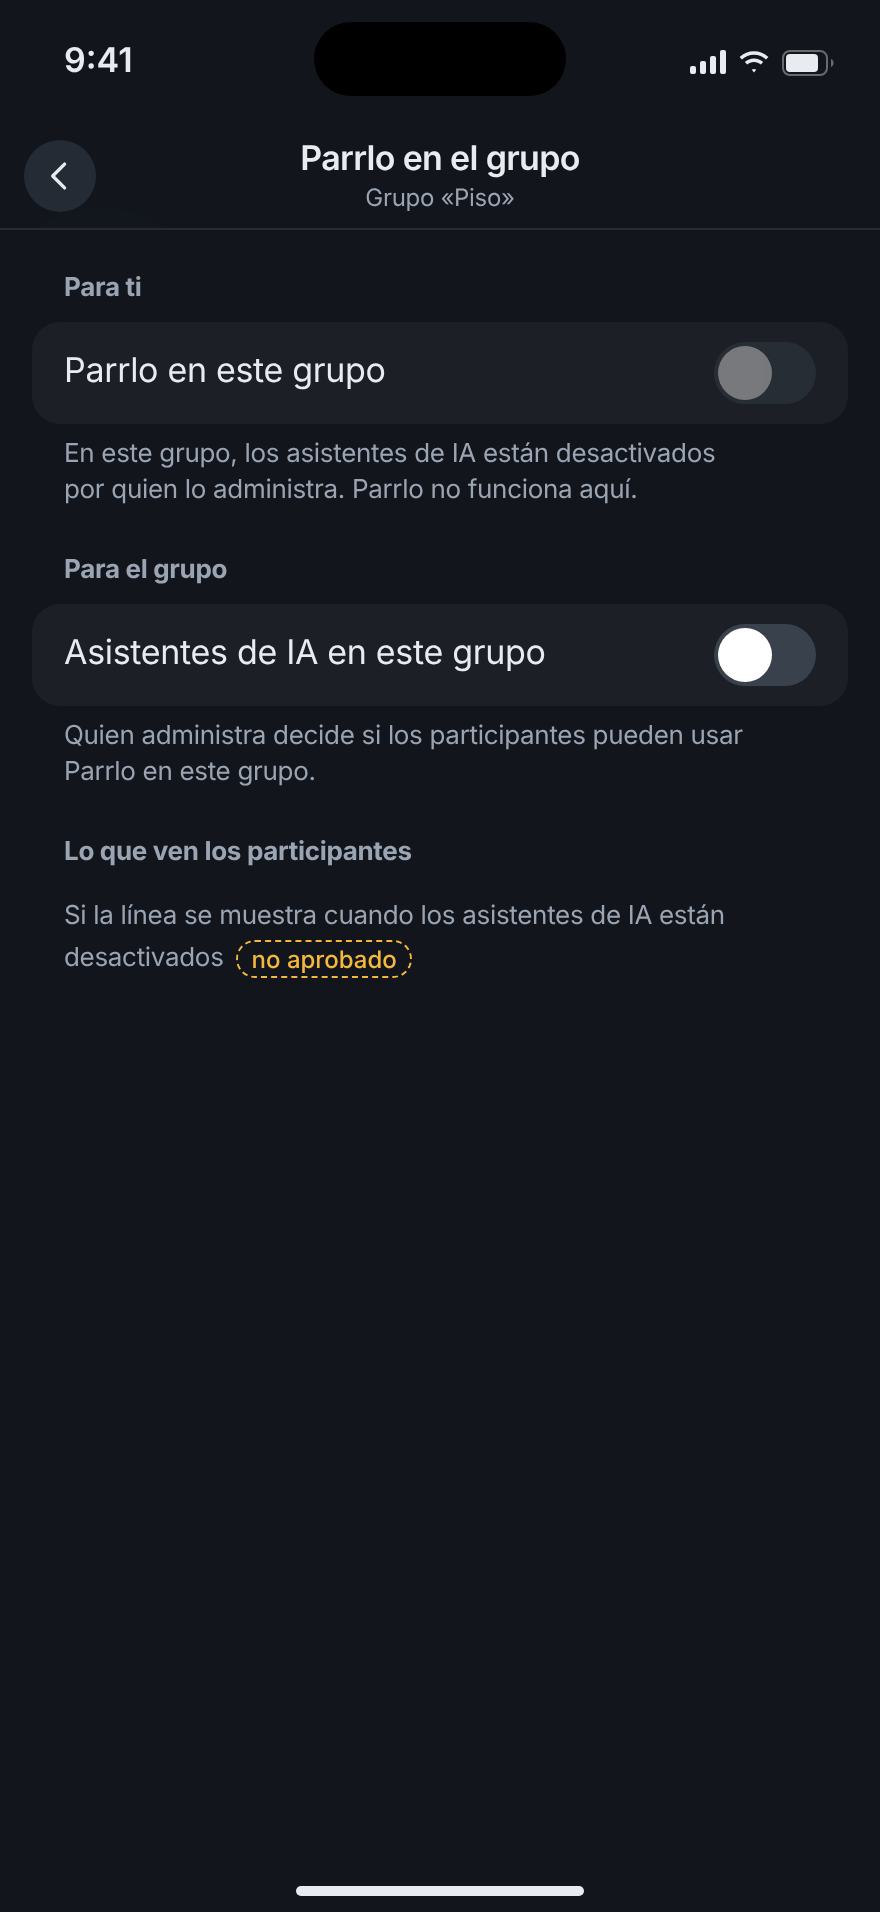 9:41
Parrlo en el grupo
Grupo «Piso»
Para ti
Parrlo en este grupo
En este grupo, los asistentes de IA están desactivados
por quien lo administra. Parrlo no funciona aquí.
Para el grupo
Asistentes de IA en este grupo
Quien administra decide si los participantes pueden usar
Parrlo en este grupo.
Lo que ven los participantes
Si la línea se muestra cuando los asistentes de IA están
desactivados no aprobado